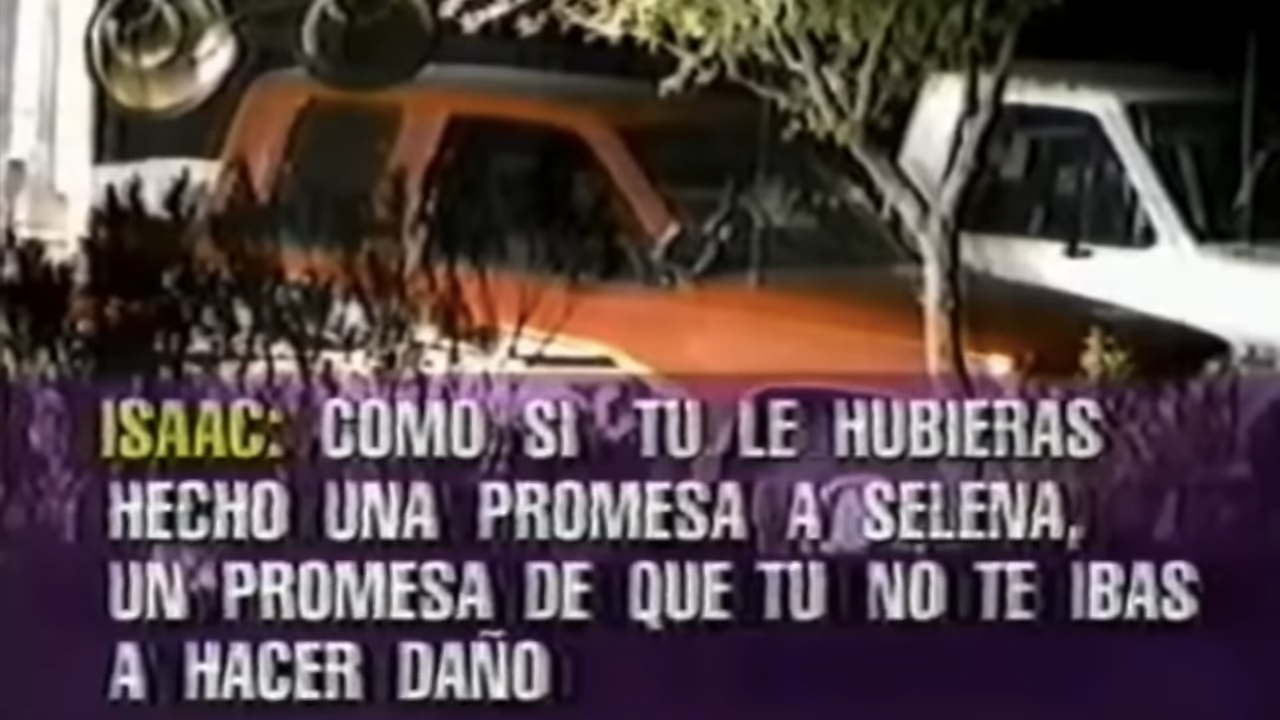 ISAAC: COMO SI TU LE HUBIERAS
HECHO UNA PROMESA A SELENA,
UN PROMESA DE QUE TU NO TE IBAS
A HACER DAÑO